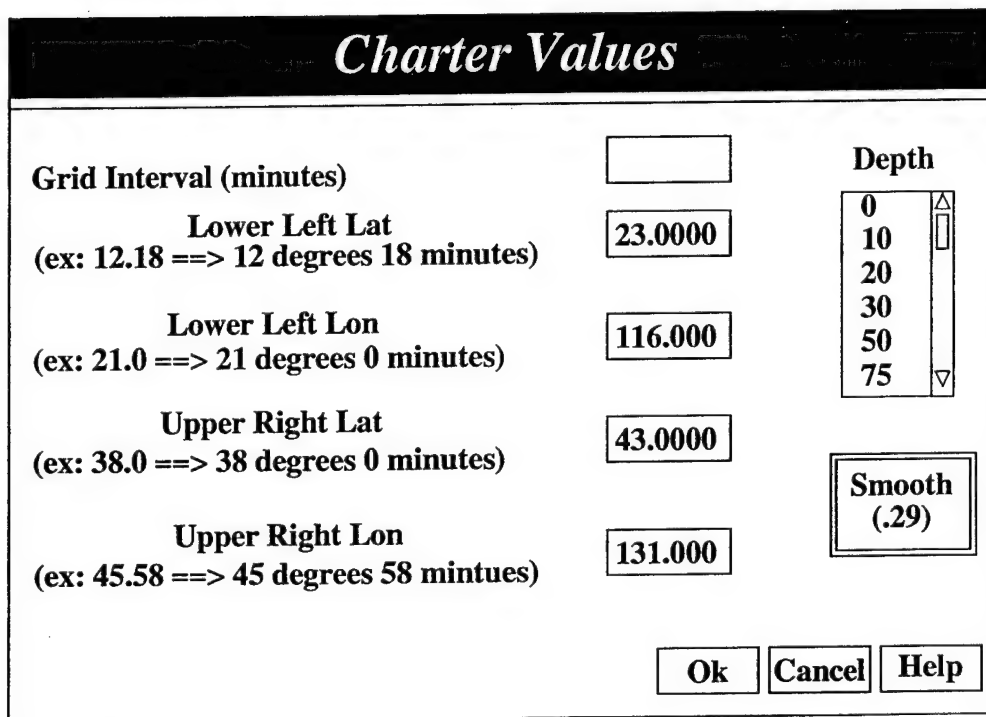 Charter Values
Grid Interval (minutes)
Lower Left Lat
(ex: 12.18 ==> 12 degrees 18 minutes)
23.0000
Lower Left Lon
(ex: 21.0 ==> 21 degrees 0 minutes)
116.000
Upper Right Lat
(ex: 38.0 ==> 38 degrees 0 minutes)
43.0000
Upper Right Lon
(ex: 45.58 ==> 45 degrees 58 mintues)
131.000
Depth
0
10
20
30
50
75
Smooth
(.29)
Ok
Cancel
Help